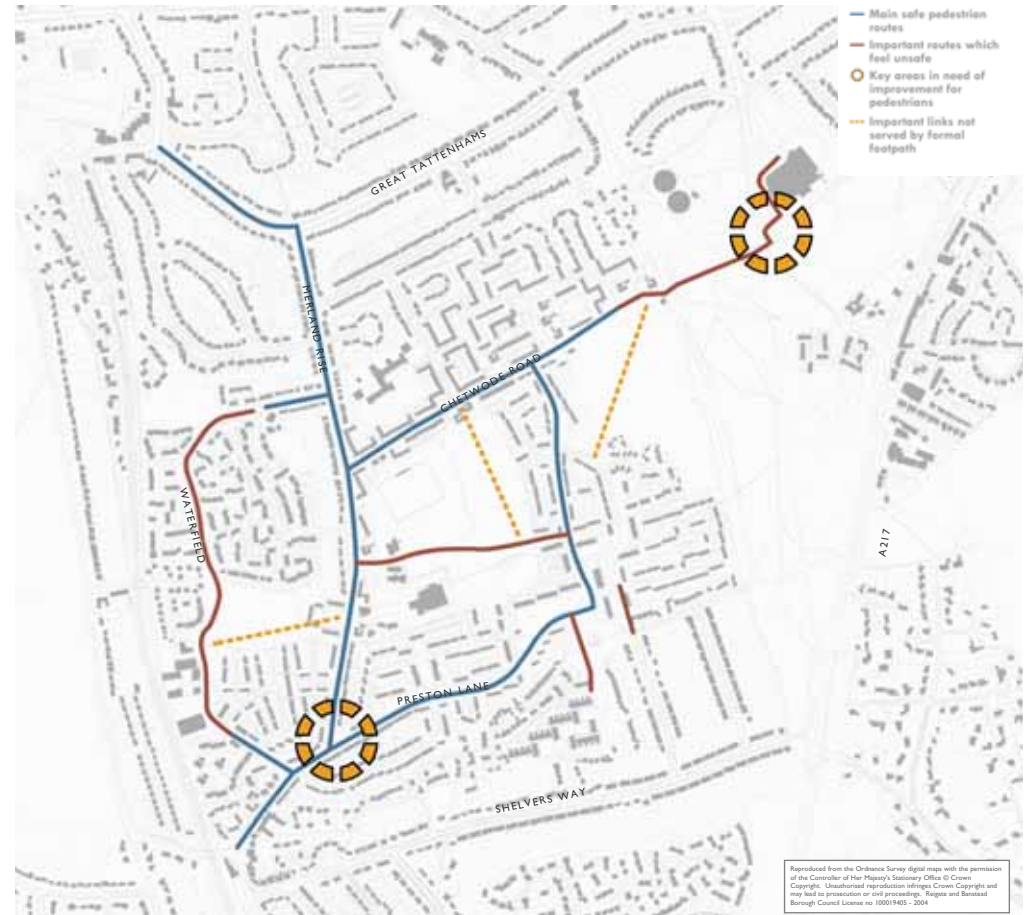 Main safe pedestrian
routes
Important routes which
feel unsafe
Key areas in need of
improvement for
pedestrians
Important links not
served by formal
footpath
GREAT TATTENHAMS
MERLAND RISE
CHETWODE ROAD
WATERFIELD
A217
PRESTON LANE
SHELVERS WAY
Reproduced from the Ordnance Survey digital maps with the permission
of the Controller of Her Majesty's Stationery Office © Crown
Copyright. Unauthorised reproduction infringes Crown Copyright and
may lead to prosecution or civil proceedings. Reigate and Banstead
Borough Council License no 100019405 - 2004